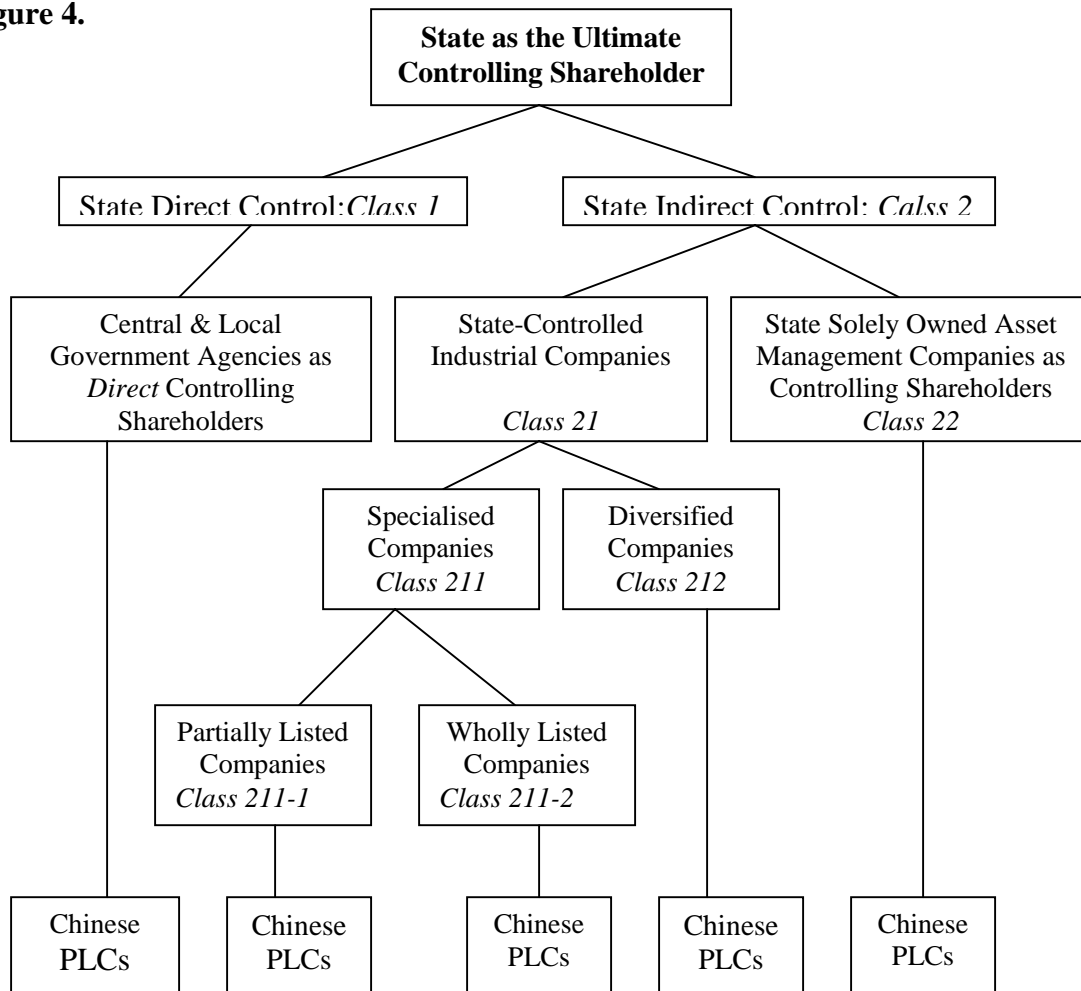 gure 4.
State as the Ultimate
Controlling Shareholder
State Direct Control:Class 1
State Indirect Control: Calss 2
Central & Local
Government Agencies as
Direct Controlling
Shareholders
State-Controlled
Industrial Companies
Class 21
State Solely Owned Asset
Management Companies as
Controlling Shareholders
Class 22
Specialised
Companies
Class 211
Diversified
Companies
Class 212
Partially Listed
Companies
Class 211-1
Wholly Listed
Companies
Class 211-2
Chinese
PLCs
Chinese
PLCs
Chinese
PLCs
Chinese
PLCs
Chinese
PLCs